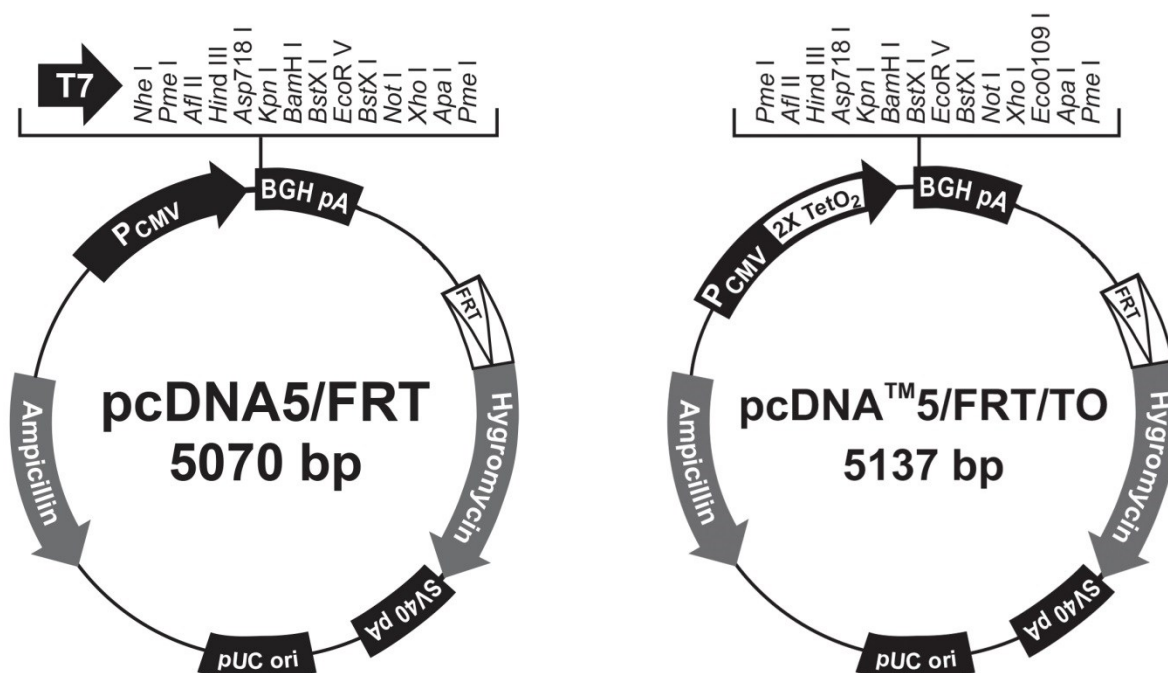 T7
Nhe I
Pme I
Afl II
Hind III
Asp718 I
Kpn I
BamH I
BstX I
EcoR V
BstX I
Not I
Xho I
Apa I
Pme I
PCMV
BGH pA
FRT
Hygromycin
SV40 pA
pUC ori
Ampicillin
pcDNA5/FRT
5070 bp
Pme I
Afl II
Hind III
Asp718 I
Kpn I
BamH I
BstX I
EcoR V
BstX I
Not I
Xho I
Eco0109 I
Apa I
Pme I
PCMV
2X TetO2
BGH pA
FRT
Hygromycin
SV40 pA
pUC ori
Ampicillin
pcDNA™5/FRT/TO
5137 bp